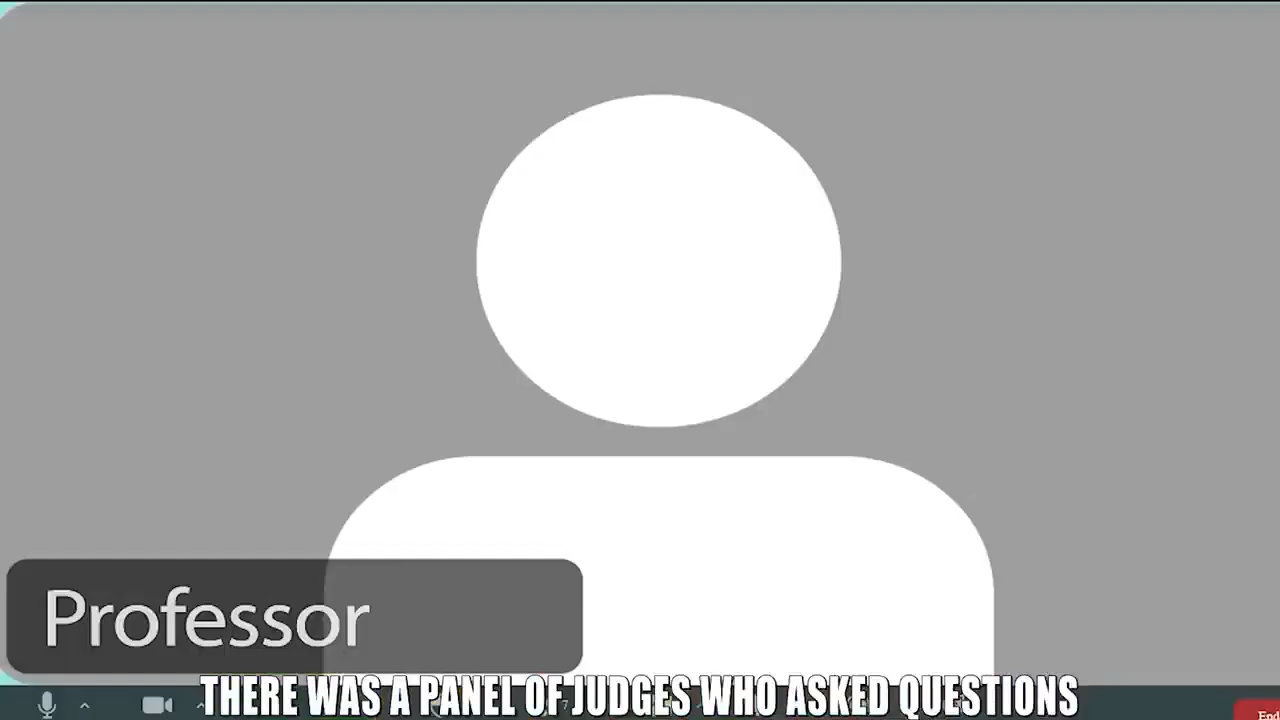 Professor
THERE WAS A PANEL OF JUDGES WHO ASKED QUESTIONS